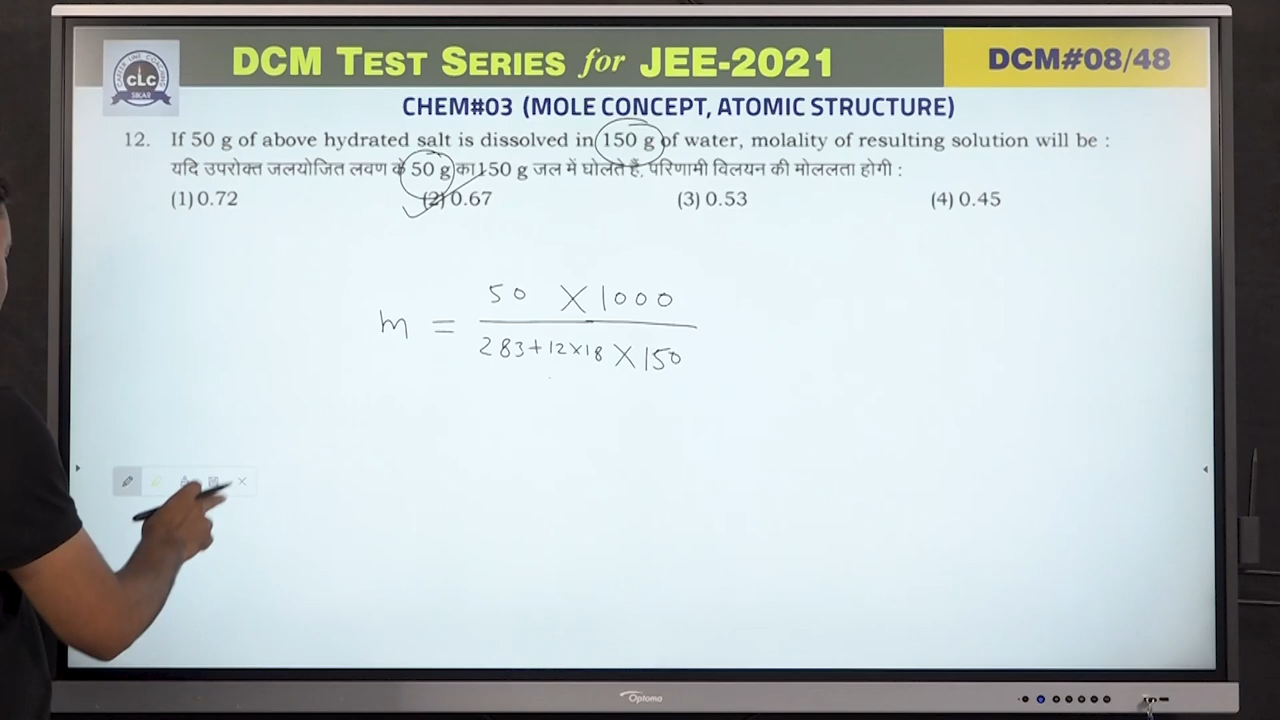 DCM TEST SERIES for JEE-2021
DCM#08/48
CAREER LINE COACHING
CLC
SIKAR
CHEM#03 (MOLE CONCEPT, ATOMIC STRUCTURE)
12. If 50 g of above hydrated salt is dissolved in 150 g of water, molality of resulting solution will be :
यदि उपरोक्त जलयोजित लवण के 50 g का 150 g जल में घोलते हैं, परिणामी विलयन की मोललता होगी :
(1) 0.72 (2) 0.67 (3) 0.53 (4) 0.45
50 X 1000
m =
283+12×18 X 150
Optoma